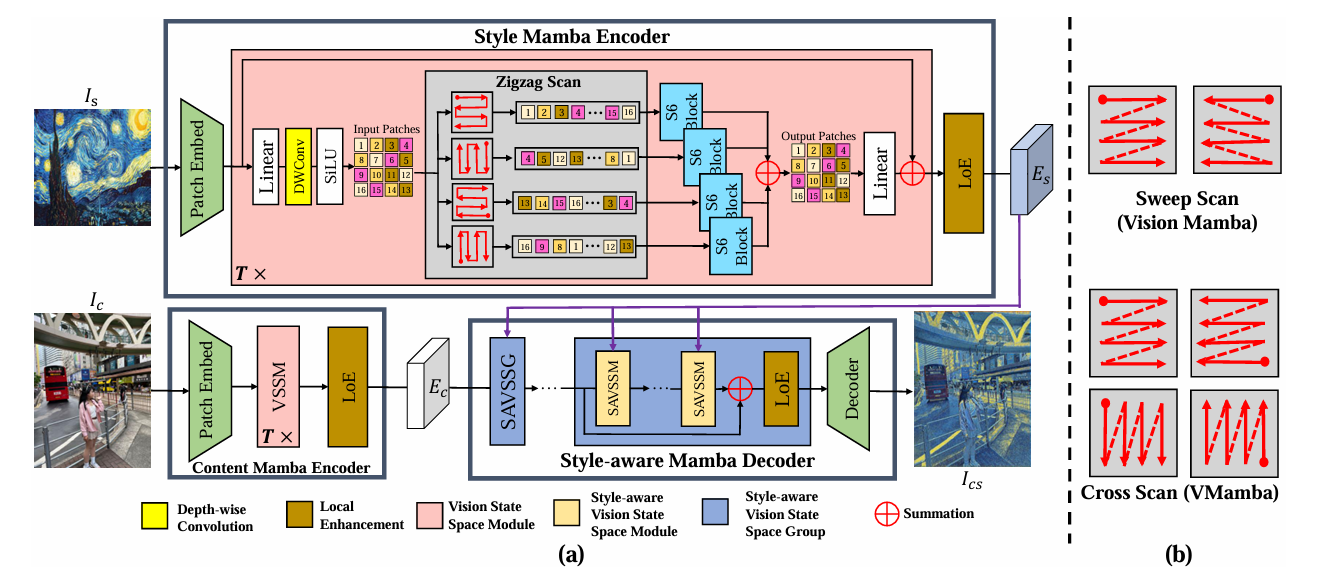 Style Mamba Encoder
I_s
Patch Embed
Linear
DWConv
SiLU
Input Patches
1 2 3 4
8 7 6 5
9 10 11 12
16 15 14 13
Zigzag Scan
1 2 3 4 ··· 15 16
4 5 12 13 ··· 8 1
13 14 15 16 ··· 3 4
16 9 8 1 ··· 12 13
S6 Block
S6 Block
S6 Block
S6 Block
Output Patches
1 2 3 4
8 7 6 5
9 10 11 12
16 15 14 13
Linear
LoE
E_s
T ×
I_c
Patch Embed
VSSM
T ×
LoE
Content Mamba Encoder
E_c
SAVSSG
···
SAVSSM
···
SAVSSM
LoE
Decoder
Style-aware Mamba Decoder
I_cs
Depth-wise
Convolution
Local
Enhancement
Vision State
Space Module
Style-aware
Vision State
Space Module
Style-aware
Vision State
Space Group
Summation
(a)
Sweep Scan
(Vision Mamba)
Cross Scan (VMamba)
(b)